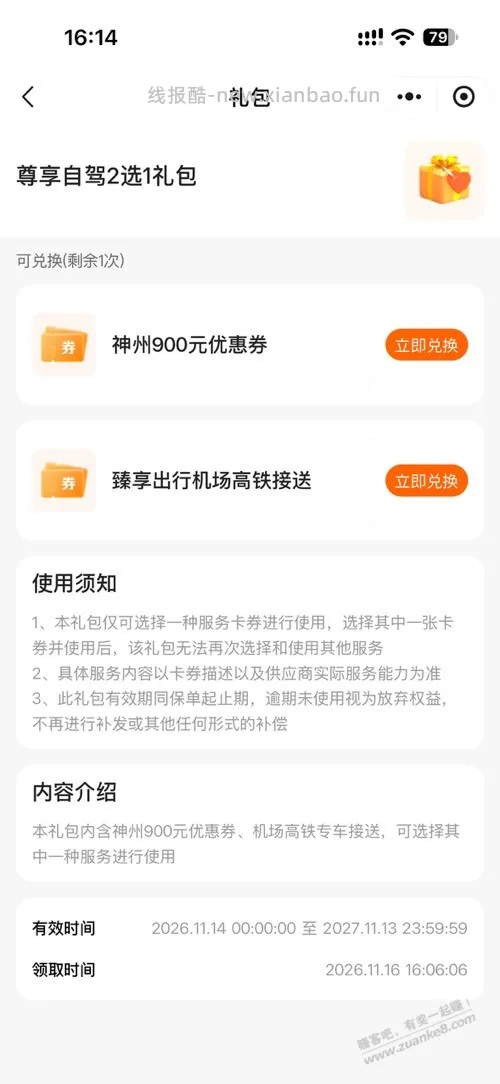 16:14
79
线报酷-new.xianbao.fun
礼包
尊享自驾2选1礼包
可兑换(剩余1次)
券
神州900元优惠券
立即兑换
券
臻享出行机场高铁接送
立即兑换
使用须知
1、本礼包仅可选择一种服务卡券进行使用，选择其中一张卡
券并使用后，该礼包无法再次选择和使用其他服务
2、具体服务内容以卡券描述以及供应商实际服务能力为准
3、此礼包有效期同保单起止期，逾期未使用视为放弃权益，
不再进行补发或其他任何形式的补偿
内容介绍
本礼包内含神州900元优惠券、机场高铁专车接送，可选择其
中一种服务进行使用
有效时间 2026.11.14 00:00:00 至 2027.11.13 23:59:59
领取时间 2026.11.16 16:06:06
赚客吧，有奖一起赚！
www.zuanke8.com